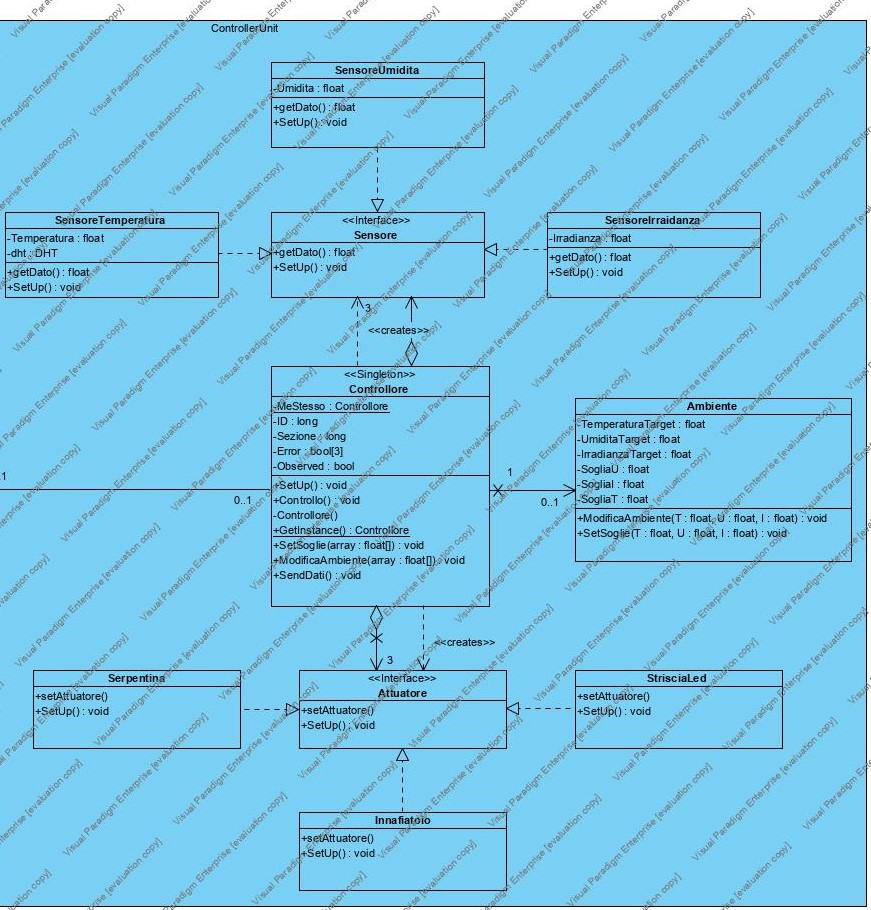 ControllerUnit
SensoreUmidita
-Umidita : float
+getDato() : float
+SetUp() : void
SensoreTemperatura
-Temperatura : float
-dht : DHT
+getDato() : float
+SetUp() : void
<<Interface>>
Sensore
+getDato() : float
+SetUp() : void
SensoreIrraidanza
-Irradianza : float
+getDato() : float
+SetUp() : void
3
<<creates>>
<<Singleton>>
Controllore
-MeStesso : Controllore
-ID : long
-Sezione : long
-Error : bool[3]
-Observed : bool
+SetUp() : void
+Controllo() : void
-Controllore()
+GetInstance() : Controllore
+SetSoglie(array : float[]) : void
+ModificaAmbiente(array : float[]) : void
+SendDati() : void
1
0..1
1
0..1
Ambiente
-TemperaturaTarget : float
-UmiditaTarget : float
-IrradianzaTarget : float
-SogliaU : float
-SogliaI : float
-SogliaT : float
+ModificaAmbiente(T : float, U : float, I : float) : void
+SetSoglie(T : float, U : float, I : float) : void
<<creates>>
3
Serpentina
+setAttuatore()
+SetUp() : void
<<Interface>>
Attuatore
+setAttuatore()
+SetUp() : void
StrisciaLed
+setAttuatore()
+SetUp() : void
Innafiatoio
+setAttuatore()
+SetUp() : void
Visual Paradigm Enterprise [evaluation copy]